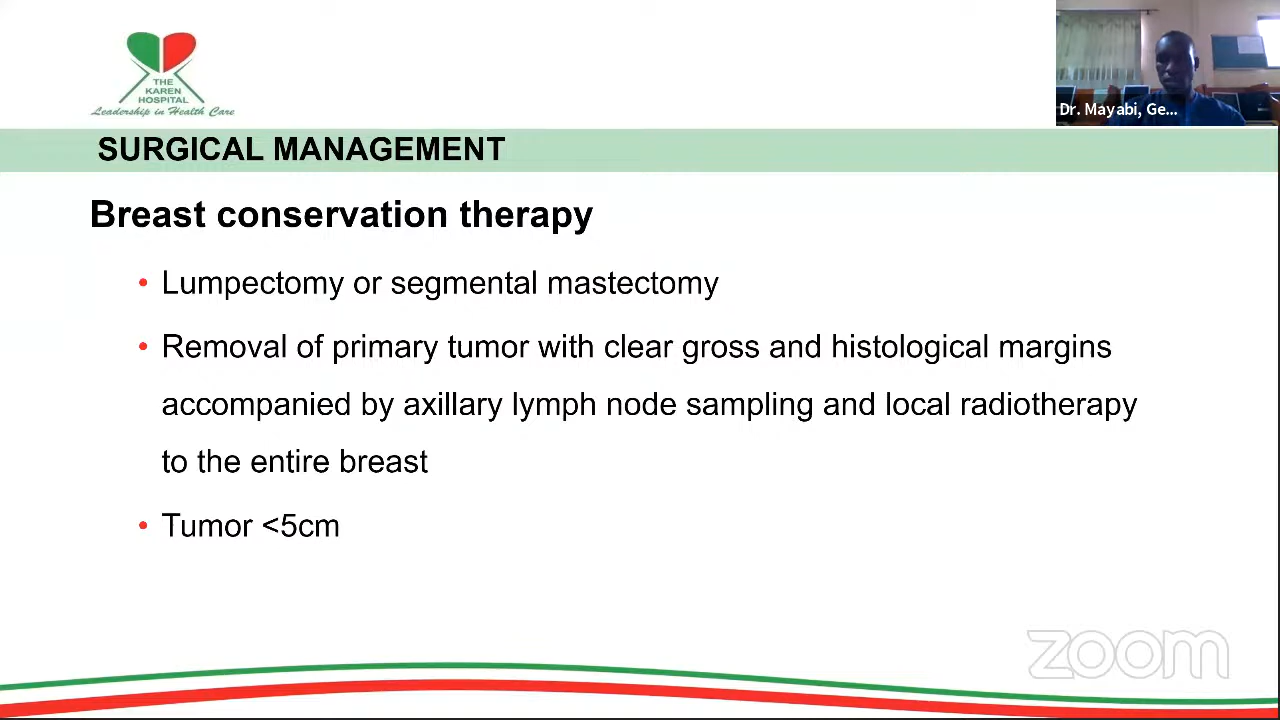 THE
KAREN
HOSPITAL
Leadership in Health Care
Dr. Mayabi, Ge...
SURGICAL MANAGEMENT
Breast conservation therapy
• Lumpectomy or segmental mastectomy
• Removal of primary tumor with clear gross and histological margins
accompanied by axillary lymph node sampling and local radiotherapy
to the entire breast
• Tumor <5cm
zoom